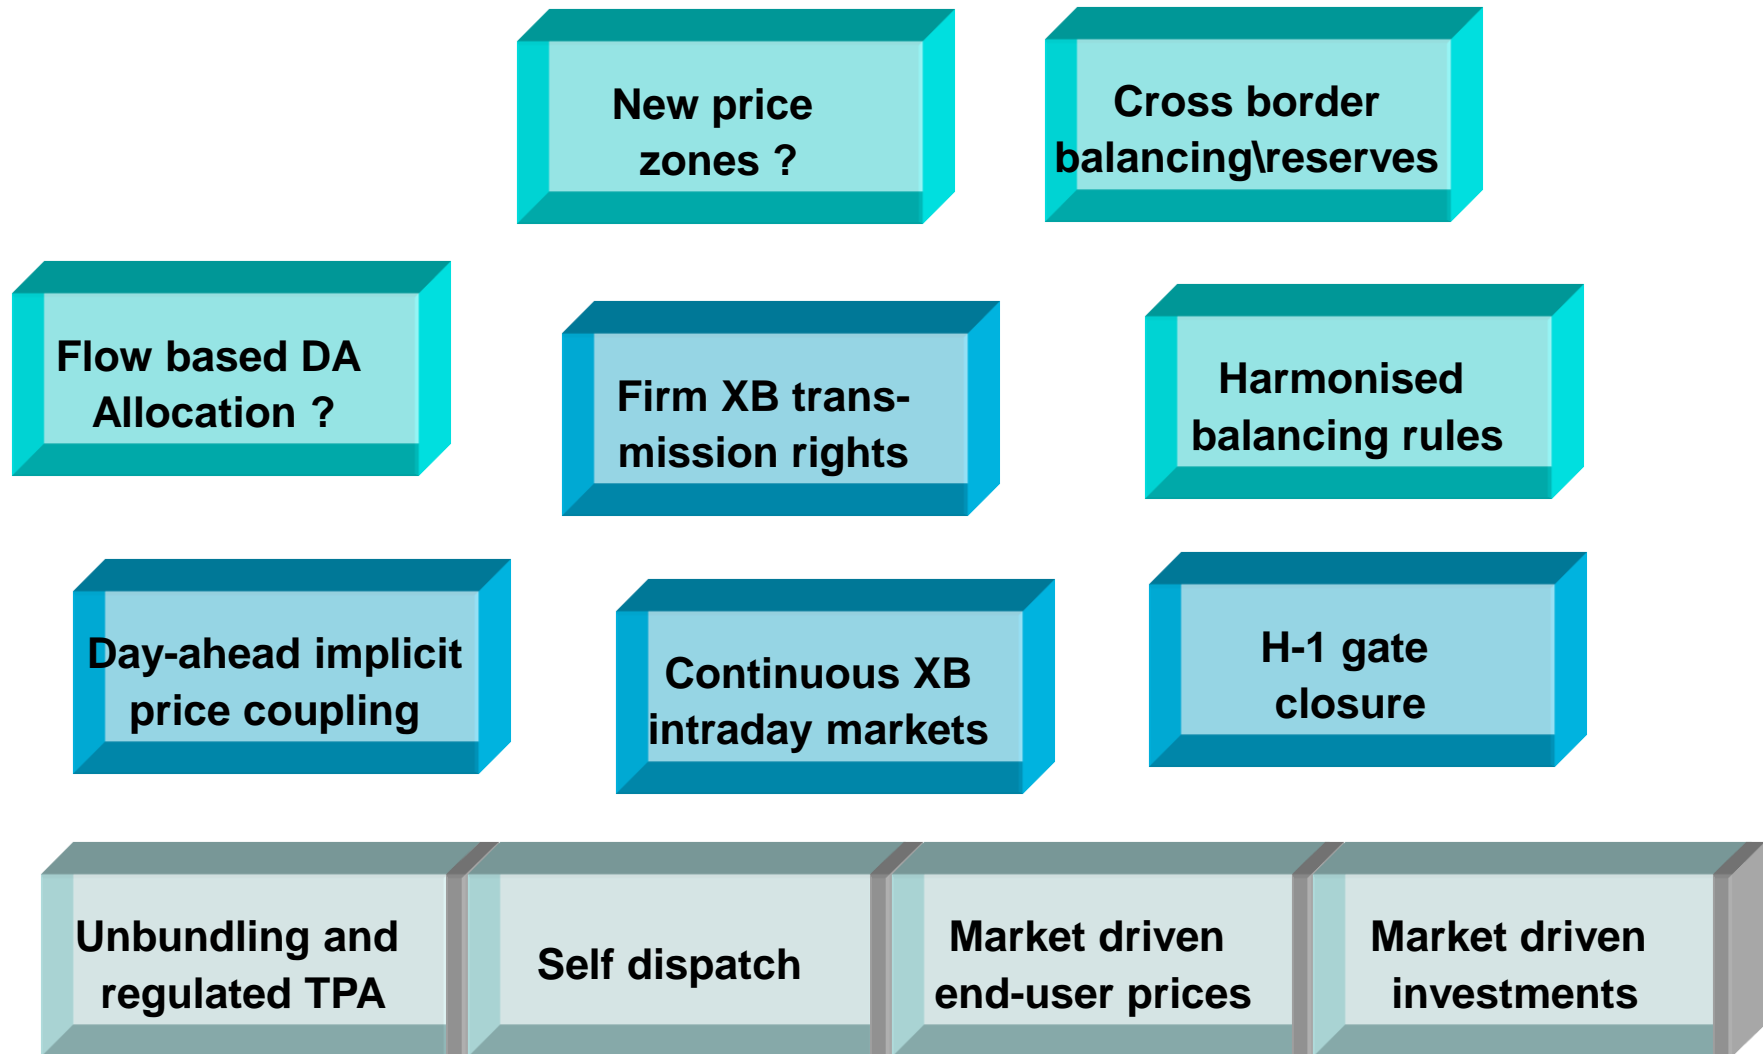 New price
zones ?
Cross border
balancing\reserves
Flow based DA
Allocation ?
Firm XB trans-
mission rights
Harmonised
balancing rules
Day-ahead implicit
price coupling
Continuous XB
intraday markets
H-1 gate
closure
Unbundling and
regulated TPA
Self dispatch
Market driven
end-user prices
Market driven
investments